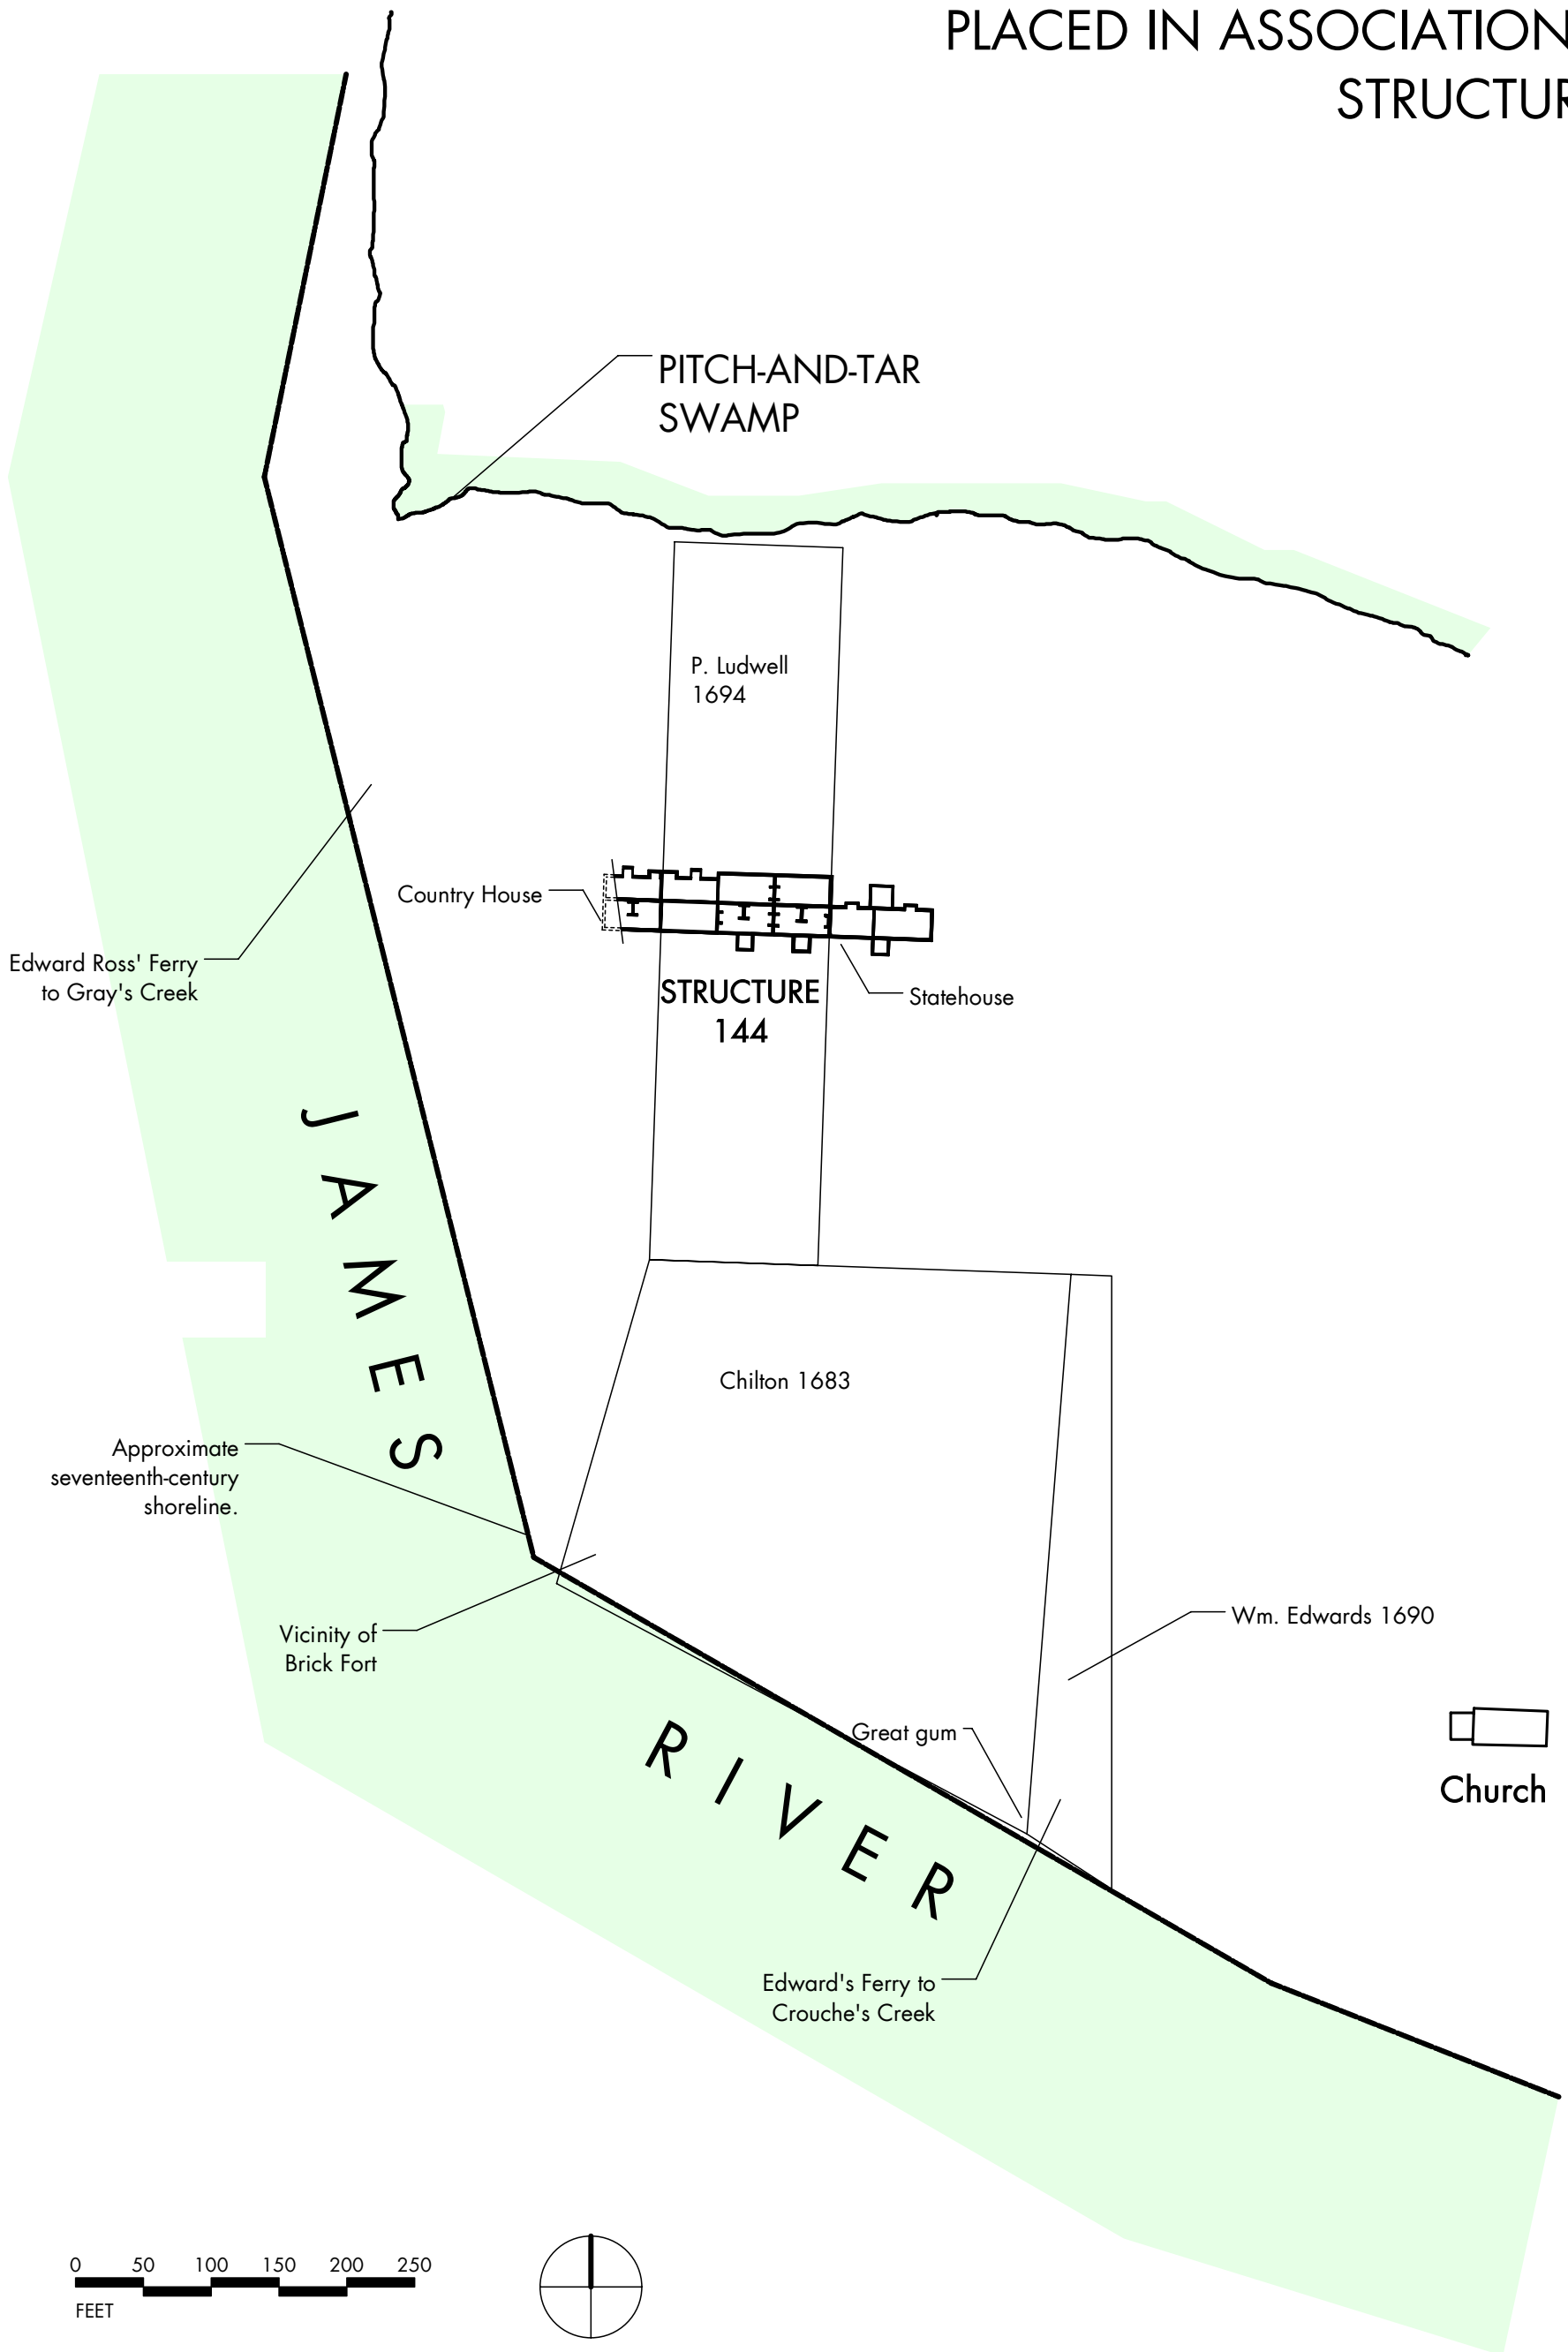 PLACED IN ASSOCIATION
PITCH-AND-TAR
SWAMP
P. Ludwell
1694
Country House
Edward Ross' Ferry
to Gray's Creek
STRUCTURE
144
Statehouse
JAMES
Chilton 1683
Approximate
seventeenth-century
shoreline.
Vicinity of
Brick Fort
Wm. Edwards 1690
Great gum
RIVER
Church
Edward's Ferry to
Crouche's Creek
0 50 100 150 200 250
FEET